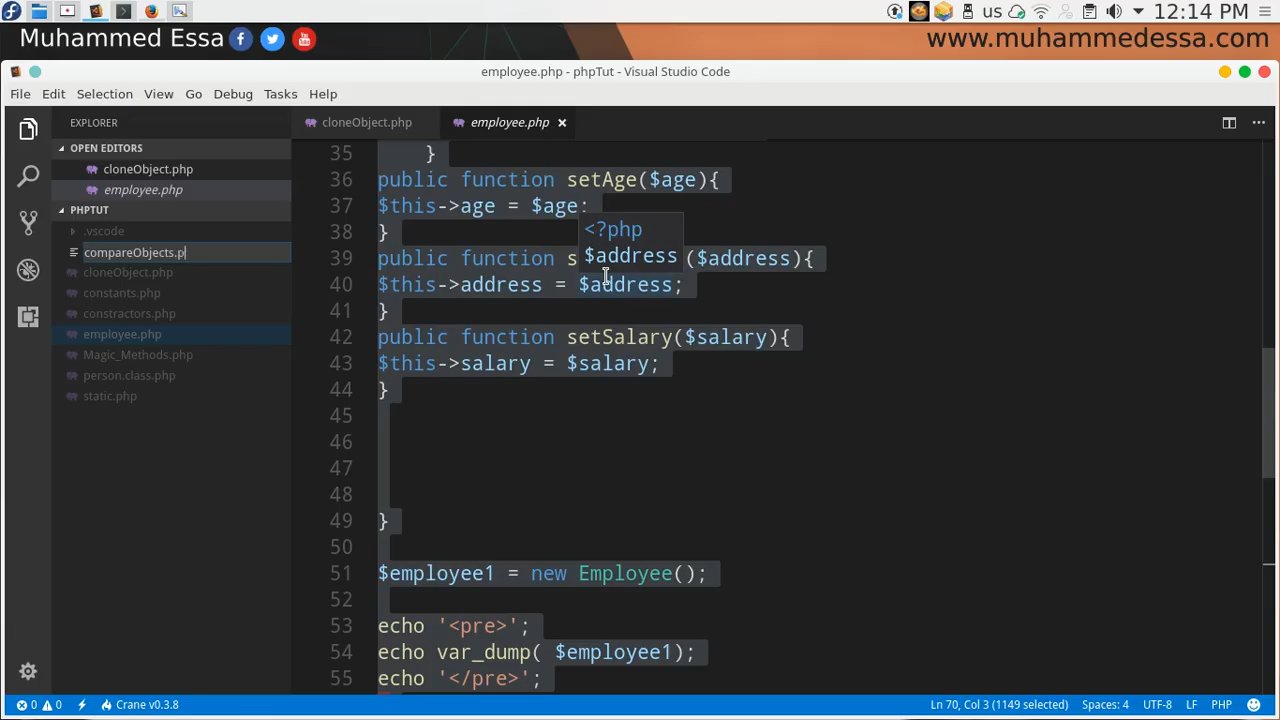 us
12:14 PM
Muhammed Essa
www.muhammedessa.com
employee.php - phpTut - Visual Studio Code
File Edit Selection View Go Debug Tasks Help
EXPLORER
OPEN EDITORS
cloneObject.php
employee.php
PHPTUT
.vscode
compareObjects.p
cloneObject.php
constants.php
constractors.php
employee.php
Magic_Methods.php
person.class.php
static.php
cloneObject.php employee.php
35 }
36 public function setAge($age){
37 $this->age = $age;
38 }
39 public function s ($address){
40 $this->address = $address;
41 }
42 public function setSalary($salary){
43 $this->salary = $salary;
44 }
45
46
47
48
49 }
50
51 $employee1 = new Employee();
52
53 echo '<pre>';
54 echo var_dump( $employee1);
55 echo '</pre>';
<?php
$address
0 0 Crane v0.3.8
Ln 70, Col 3 (1149 selected) Spaces: 4 UTF-8 LF PHP